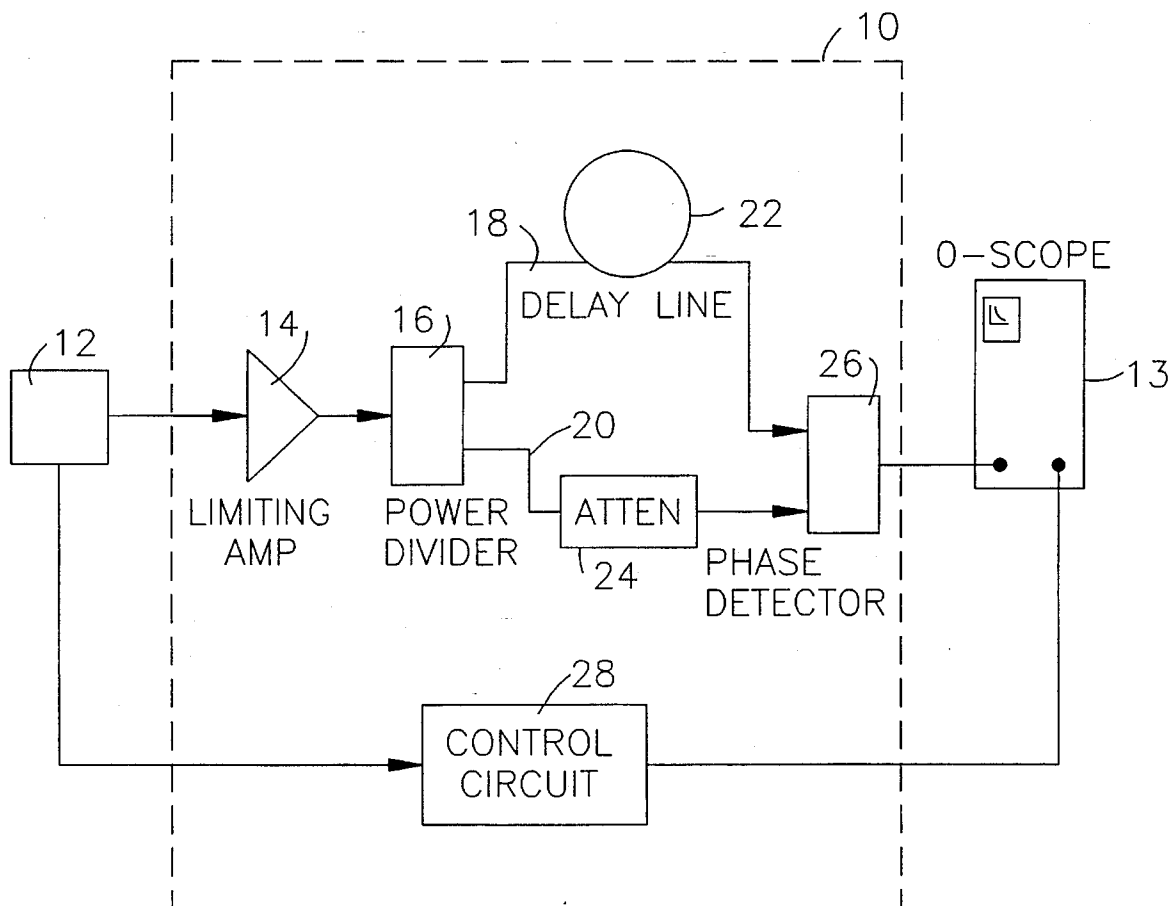 10
22
18
O-SCOPE
DELAY LINE
14
16
12
26
13
20
LIMITING
AMP
POWER
DIVIDER
ATTEN
24
PHASE
DETECTOR
28
CONTROL
CIRCUIT